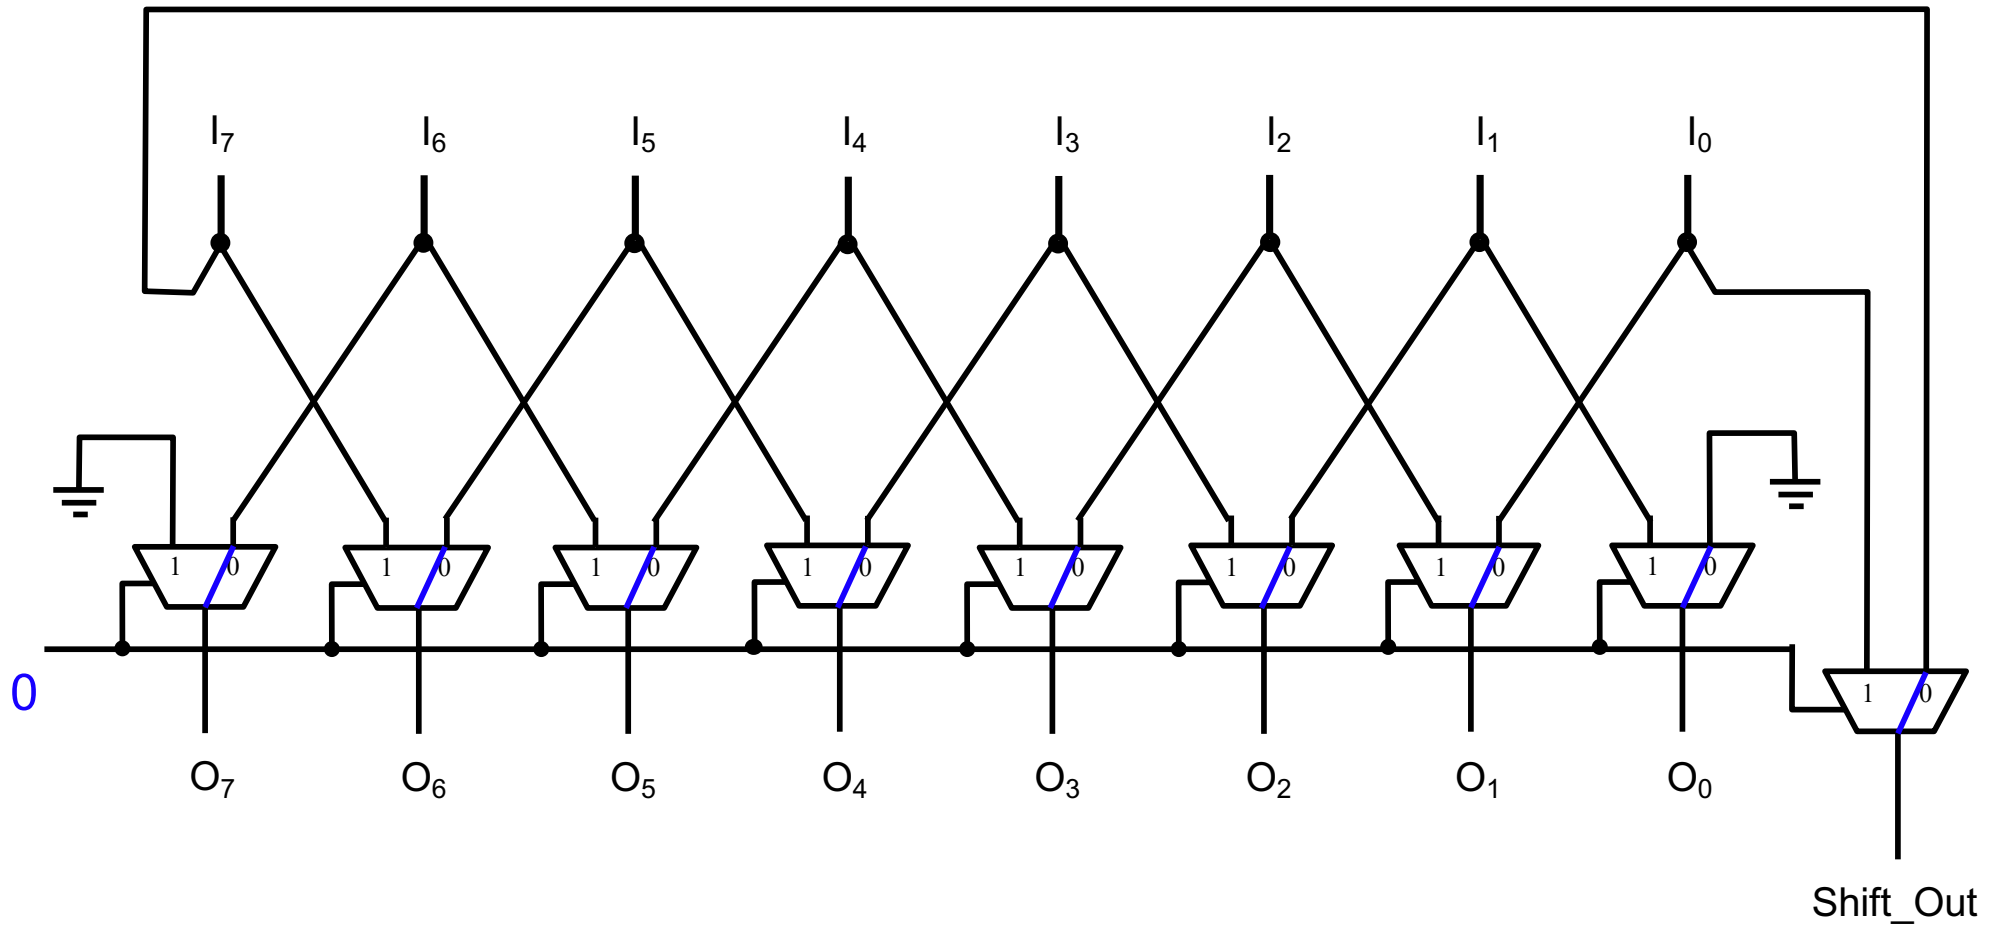 I₇ I₆ I₅ I₄ I₃ I₂ I₁ I₀
1 0 1 0 1 0 1 0 1 0 1 0 1 0 1 0
0
1 0
O₇ O₆ O₅ O₄ O₃ O₂ O₁ O₀
Shift_Out